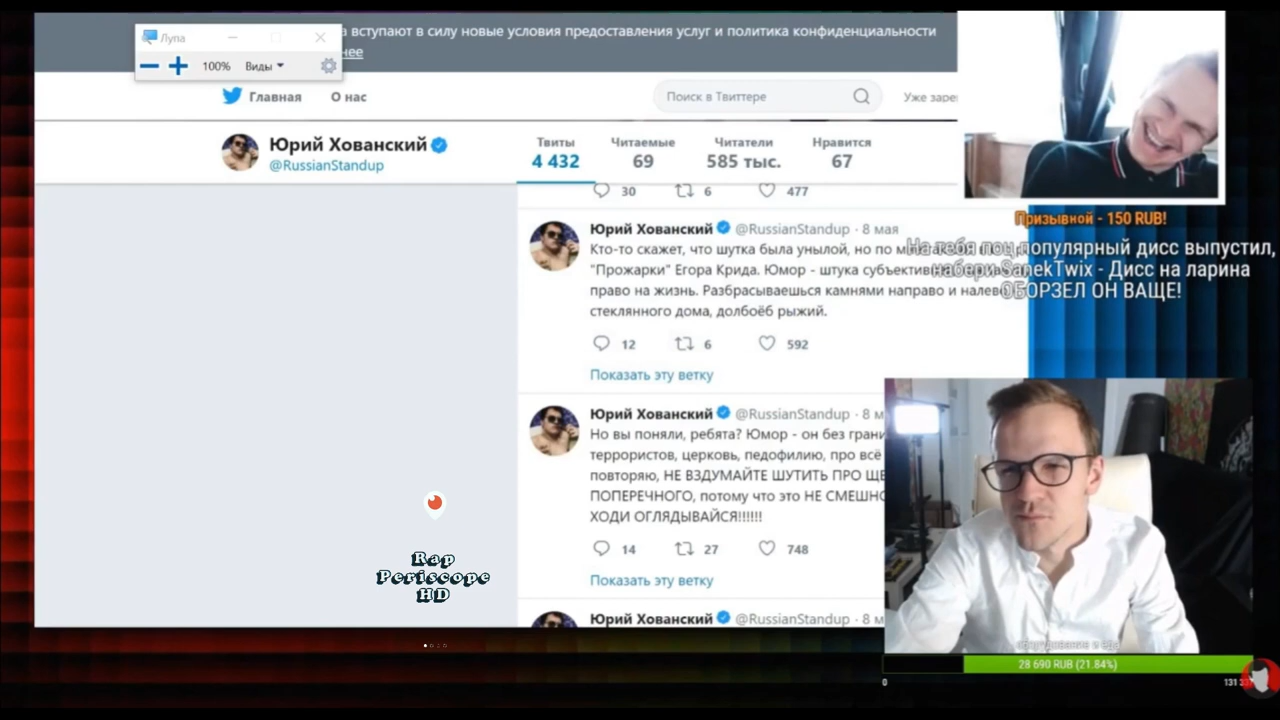 а вступают в силу новые условия предоставления услуг и политика конфиденциальности
нее
Лупа
100% Виды
Главная О нас
Поиск в Твиттере
Уже
Юрий Хованский
@RussianStandup
Твиты Читаемые Читатели Нравится
4 432 69 585 тыс. 67
30 6 477
Юрий Хованский @RussianStandup · 8 мая
Кто-то скажет, что шутка была унылой, но по
"Прожарки" Егора Крида. Юмор - штука
право на жизнь. Разбрасываешься камнями направо и
стеклянного дома, долбоёб рыжий.
12 6 592
Показать эту ветку
Юрий Хованский @RussianStandup · 8 м
Но вы поняли, ребята? Юмор - он без
террористов, церковь, педофилию, про всё
повторяю, НЕ ВЗДУМАЙТЕ ШУТИТЬ ПРО
ПОПЕРЕЧНОГО, потому что это НЕ СМЕШНО
ХОДИ ОГЛЯДЫВАЙСЯ!!!!!!
14 27 748
Показать эту ветку
Юрий Хованский @RussianStandup · 8 м
Призывной - 150 RUB!
На тебя поц популярный дисс выпустил,
набери SanekTwix - Дисс на ларина
ОБОРЗЕЛ ОН ВАЩЕ!
Rap
Periscope
HD
оборудование и еда
28 690 RUB (21.84%)
0